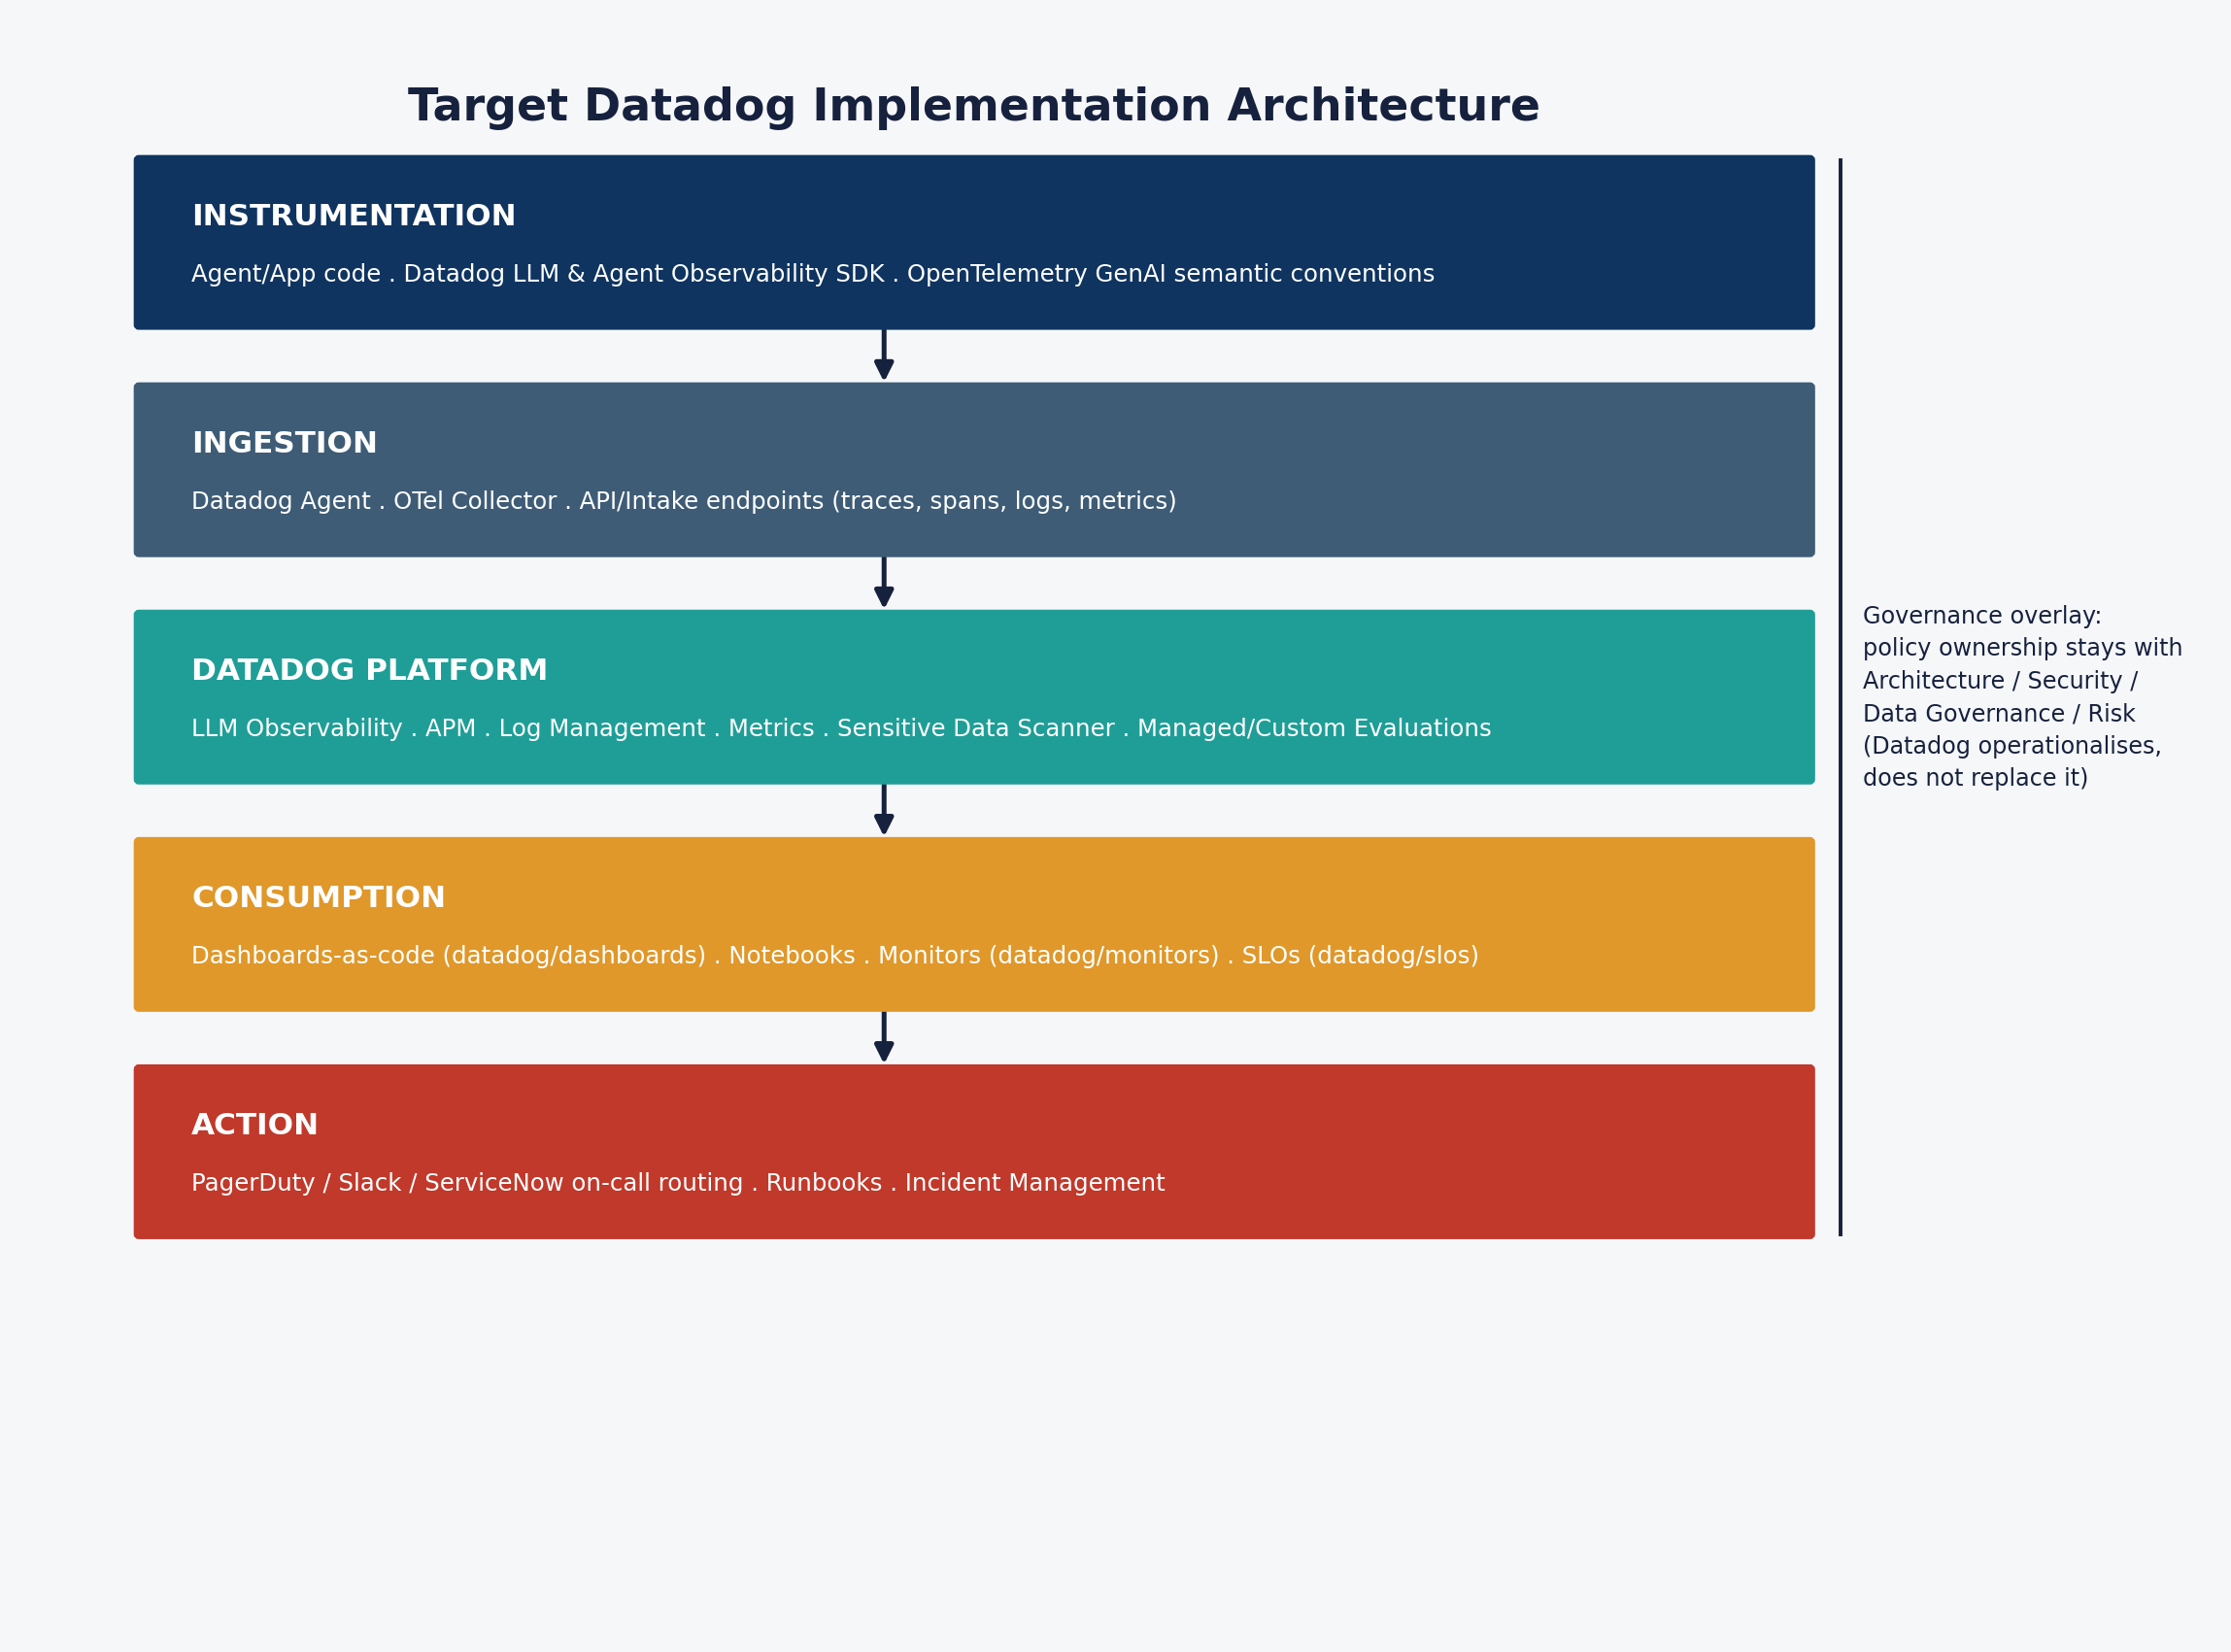 Target Datadog Implementation Architecture
INSTRUMENTATION
Agent/App code . Datadog LLM & Agent Observability SDK . OpenTelemetry GenAI semantic conventions
INGESTION
Datadog Agent . OTel Collector . API/Intake endpoints (traces, spans, logs, metrics)
DATADOG PLATFORM
LLM Observability . APM . Log Management . Metrics . Sensitive Data Scanner . Managed/Custom Evaluations
CONSUMPTION
Dashboards-as-code (datadog/dashboards) . Notebooks . Monitors (datadog/monitors) . SLOs (datadog/slos)
ACTION
PagerDuty / Slack / ServiceNow on-call routing . Runbooks . Incident Management
Governance overlay:
policy ownership stays with
Architecture / Security /
Data Governance / Risk
(Datadog operationalises,
does not replace it)